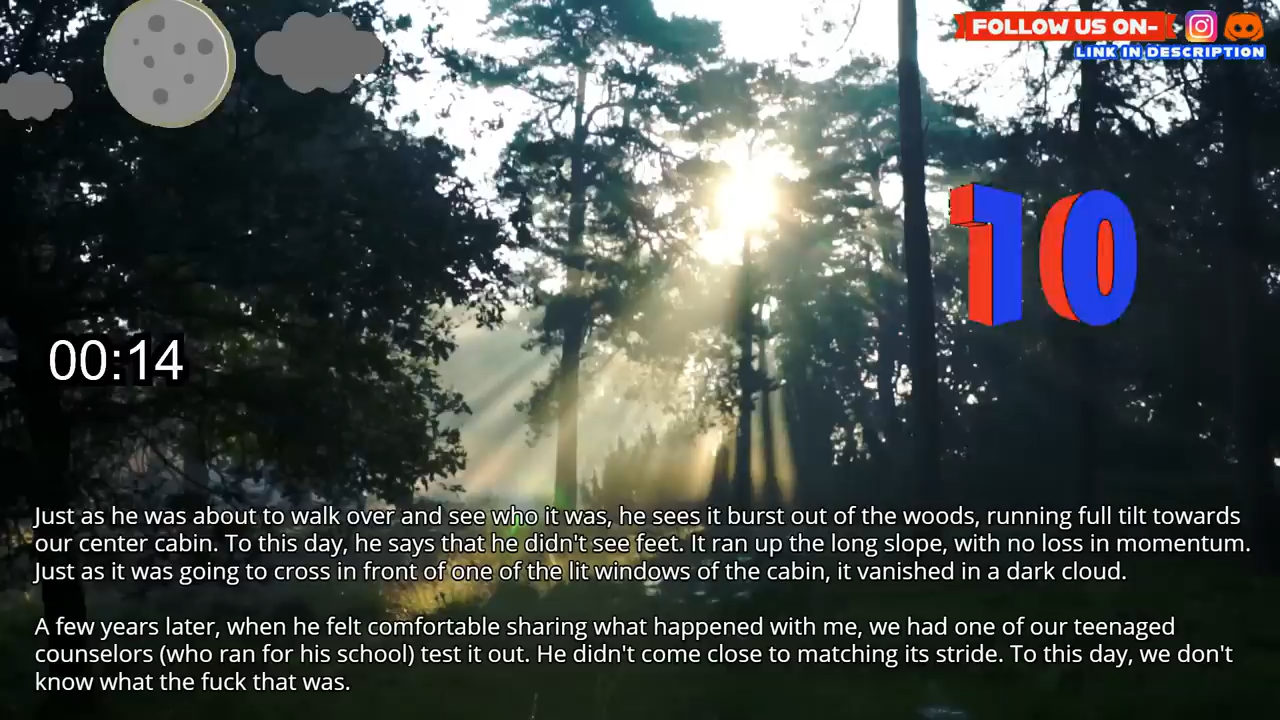 FOLLOW US ON-
LINK IN DESCRIPTION
10
00:14
Just as he was about to walk over and see who it was, he sees it burst out of the woods, running full tilt towards
our center cabin. To this day, he says that he didn't see feet. It ran up the long slope, with no loss in momentum.
Just as it was going to cross in front of one of the lit windows of the cabin, it vanished in a dark cloud.
A few years later, when he felt comfortable sharing what happened with me, we had one of our teenaged
counselors (who ran for his school) test it out. He didn't come close to matching its stride. To this day, we don't
know what the fuck that was.